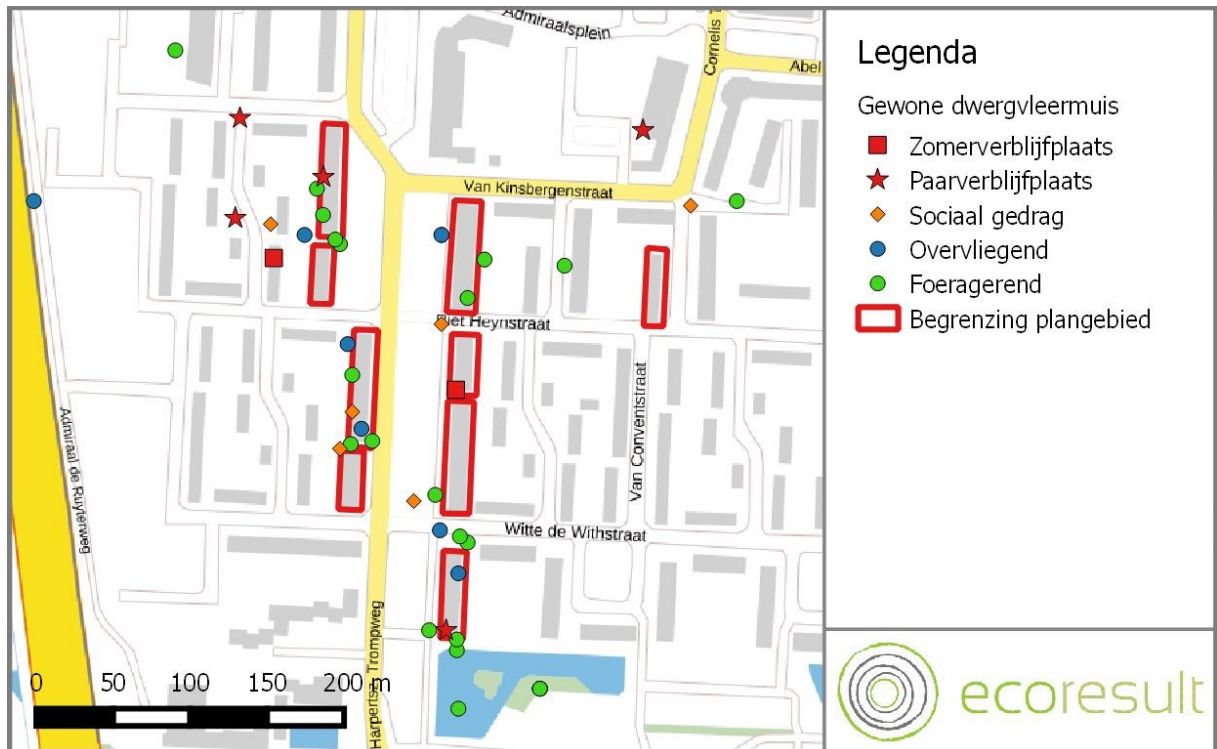 Admiraalsplein
Cornelis T
Abel
Van Kinsbergenstraat
Piet Heynstraat
Van Conventstraat
Witte de Withstraat
Admiraal de Ruyterweg
Harpertsz. Trompweg
0 50 100 150 200 m
Legenda
Gewone dwergvleermuis
Zomerverblijfplaats
Paarverblijfplaats
Sociaal gedrag
Overvliegend
Foeragerend
Begrenzing plangebied
ecoresult